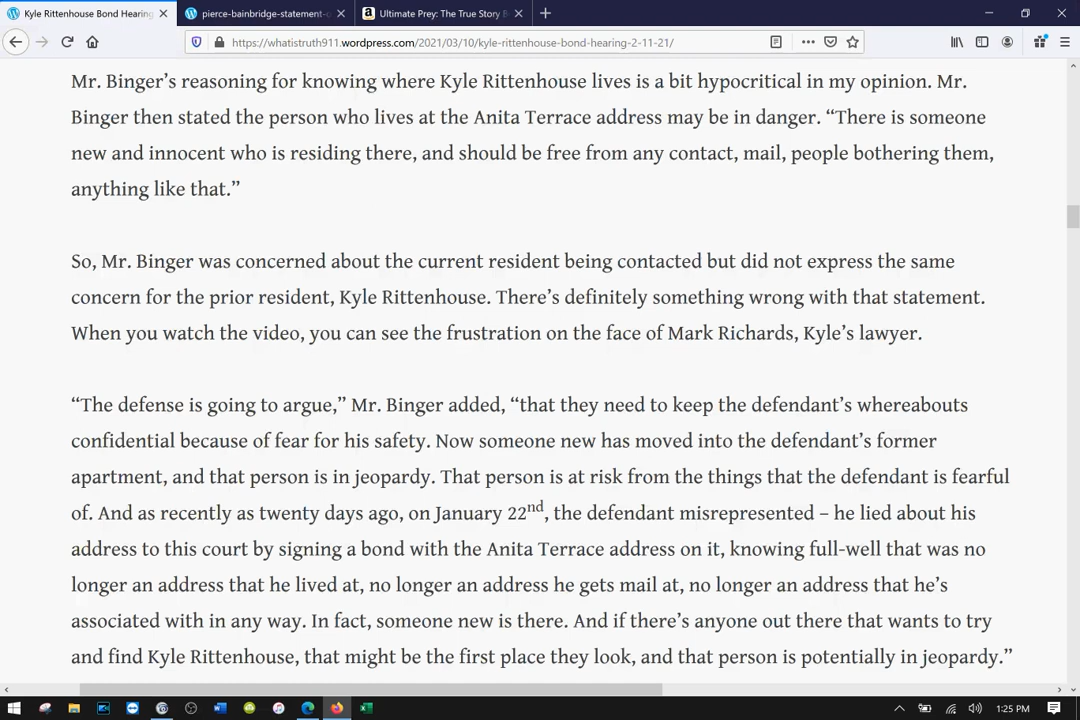 Kyle Rittenhouse Bond Hearing
pierce-bainbridge-statement-o
Ultimate Prey: The True Story B
https://whatistruth911.wordpress.com/2021/03/10/kyle-rittenhouse-bond-hearing-2-11-21/
Mr. Binger’s reasoning for knowing where Kyle Rittenhouse lives is a bit hypocritical in my opinion. Mr.
Binger then stated the person who lives at the Anita Terrace address may be in danger. “There is someone
new and innocent who is residing there, and should be free from any contact, mail, people bothering them,
anything like that.”
So, Mr. Binger was concerned about the current resident being contacted but did not express the same
concern for the prior resident, Kyle Rittenhouse. There’s definitely something wrong with that statement.
When you watch the video, you can see the frustration on the face of Mark Richards, Kyle’s lawyer.
“The defense is going to argue,” Mr. Binger added, “that they need to keep the defendant’s whereabouts
confidential because of fear for his safety. Now someone new has moved into the defendant’s former
apartment, and that person is in jeopardy. That person is at risk from the things that the defendant is fearful
of. And as recently as twenty days ago, on January 22nd, the defendant misrepresented – he lied about his
address to this court by signing a bond with the Anita Terrace address on it, knowing full-well that was no
longer an address that he lived at, no longer an address he gets mail at, no longer an address that he’s
associated with in any way. In fact, someone new is there. And if there’s anyone out there that wants to try
and find Kyle Rittenhouse, that might be the first place they look, and that person is potentially in jeopardy.”
1:25 PM